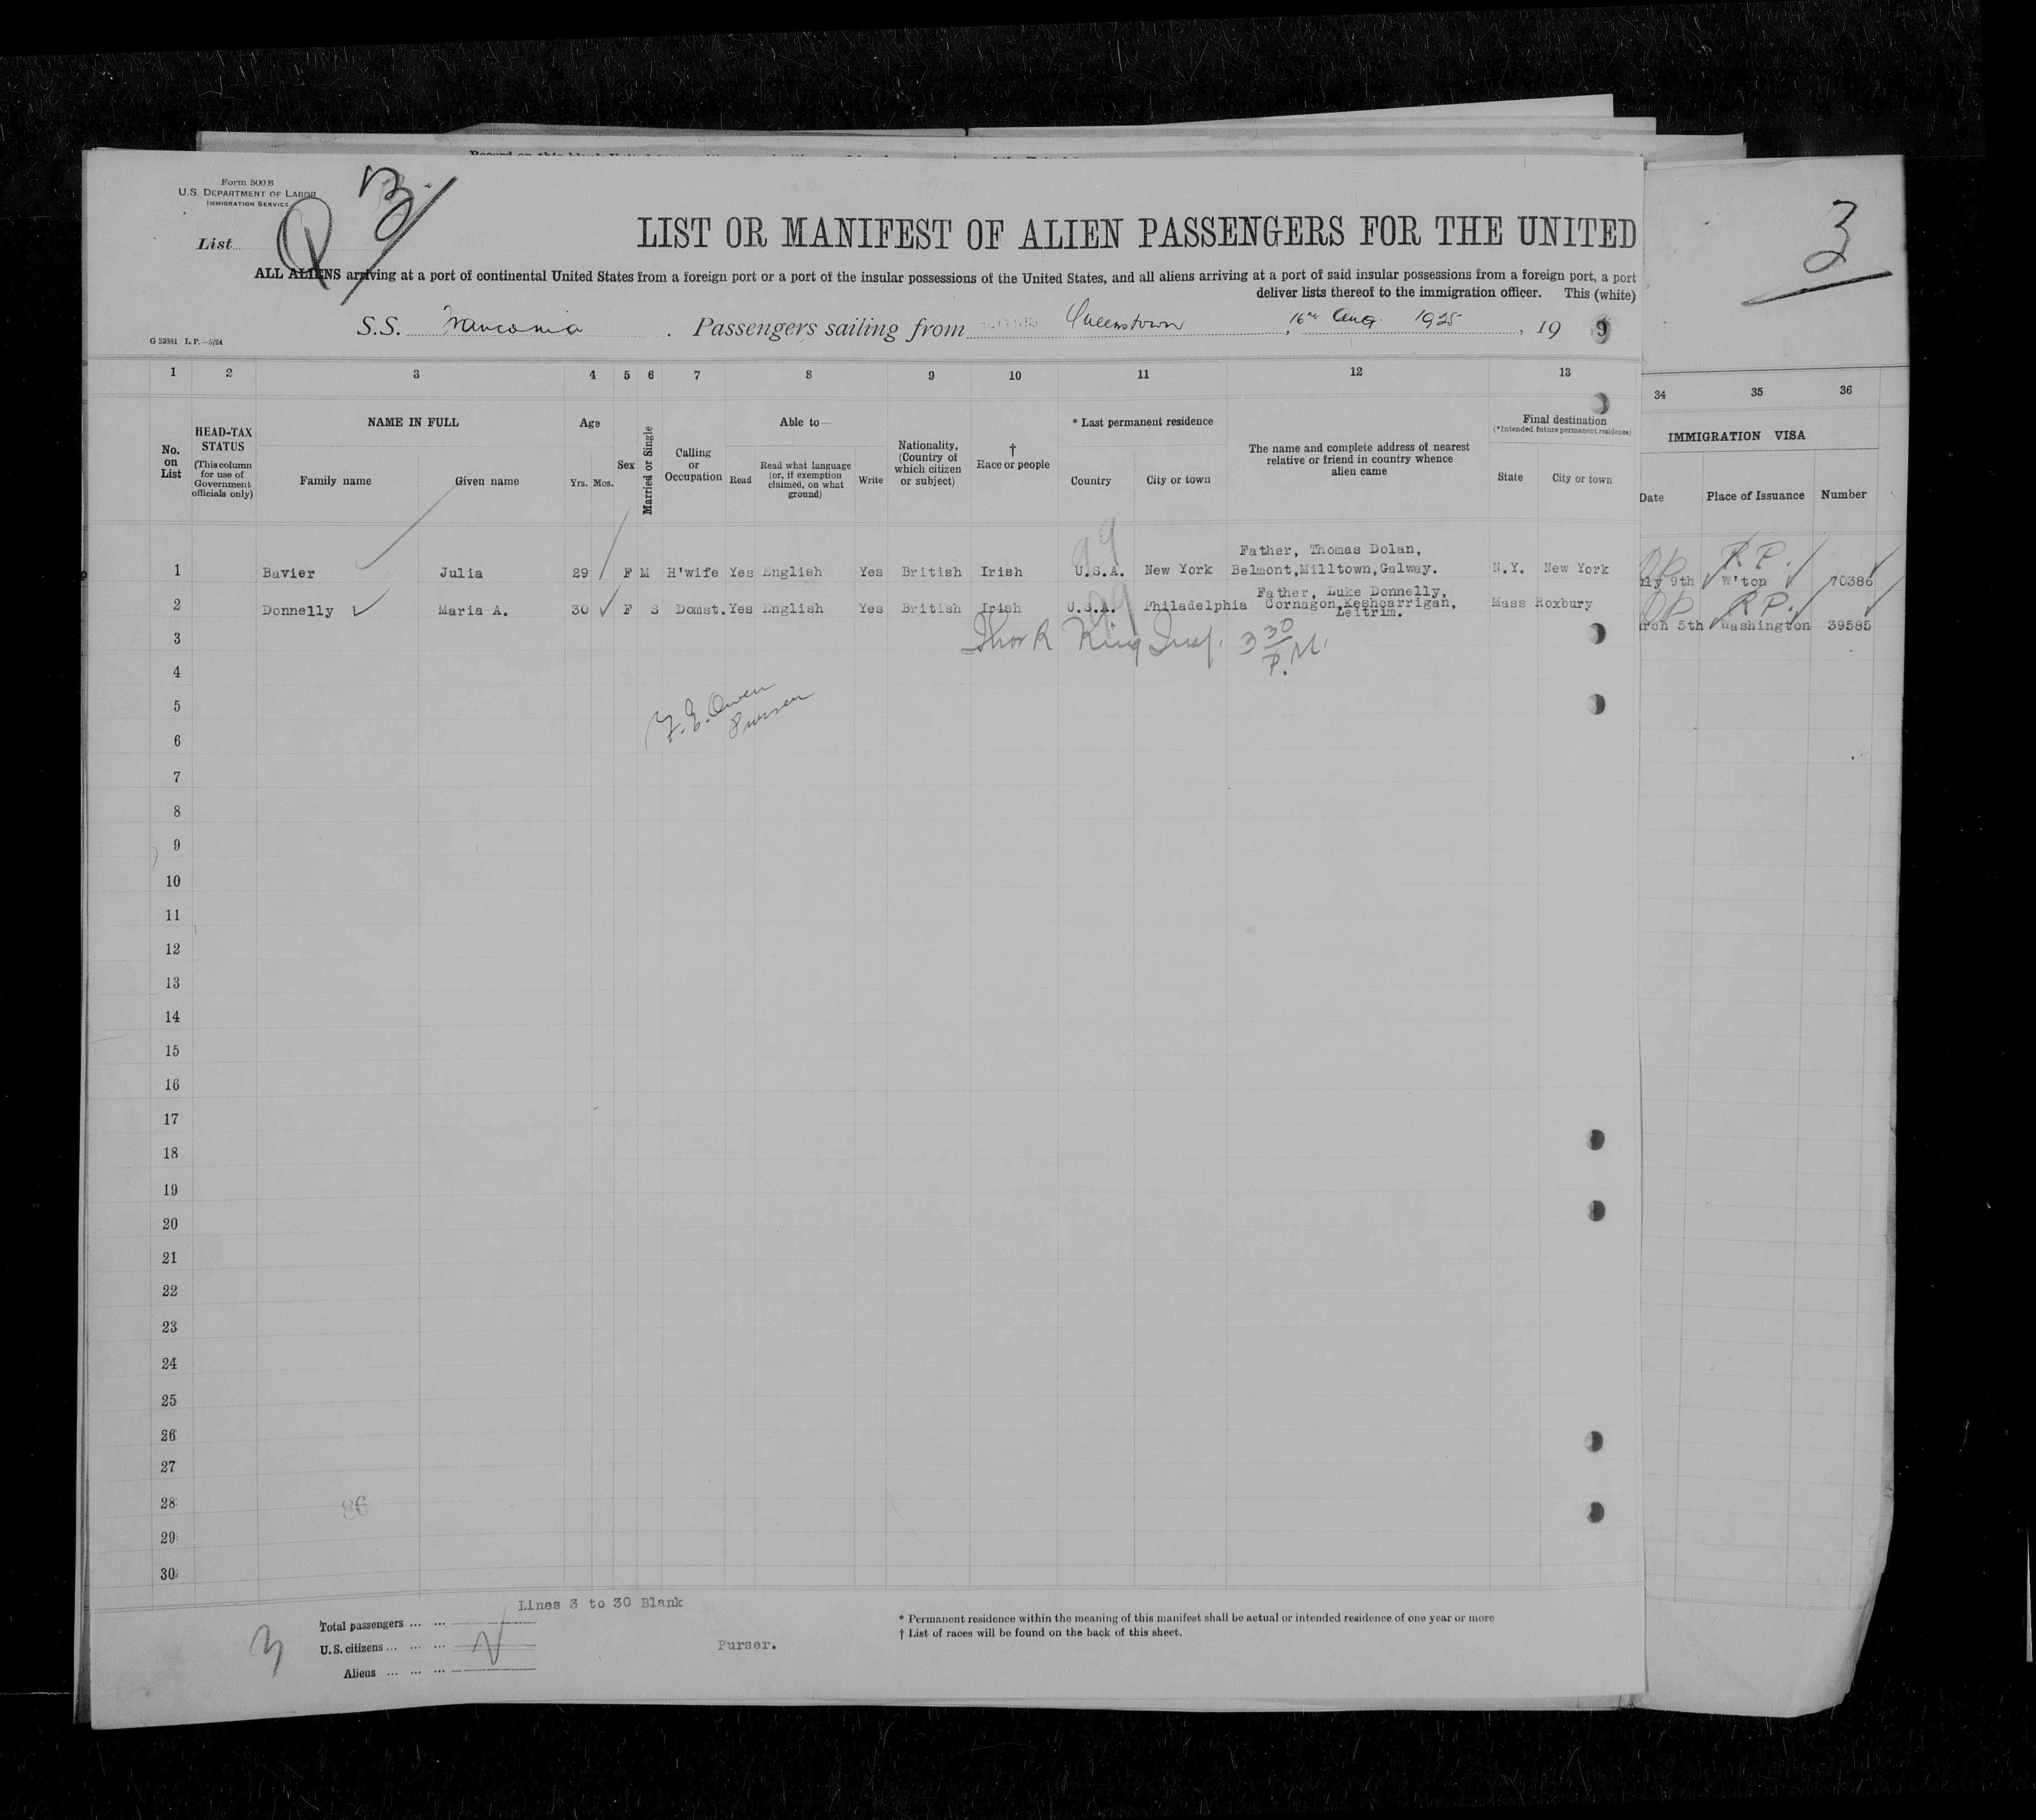 Form 500 B
U.S. DEPARTMENT OF LABOR
IMMIGRATION SERVICE
3
3
List
LIST OR MANIFEST OF ALIEN PASSENGERS FOR THE UNITED
ALL ALIENS arriving at a port of continental United States from a foreign port or a port of the insular possessions of the United States, and all aliens arriving at a port of said insular possessions from a foreign port, a port
deliver lists thereof to the immigration officer. This (white)
S.S. Franconia . Passengers sailing from Queenstown , 16th Aug. 1925 , 19 9
G 23881 L.P.—5/24
1 2 3 4 5 6 7 8 9 10 11 12 13 34 35 36
No. on List
HEAD-TAX STATUS
(This column for use of Government officials only)
NAME IN FULL
Family name Given name
Age
Yrs. Mos.
Sex
Married or Single
Calling or Occupation
Able to—
Read
Read what language (or, if exemption claimed, on what ground)
Write
Nationality, (Country of which citizen or subject)
† Race or people
* Last permanent residence
Country City or town
The name and complete address of nearest relative or friend in country whence alien came
Final destination
(*Intended future permanent residence)
State City or town
IMMIGRATION VISA
Date Place of Issuance Number
1 Bavier Julia 29 F M H'wife Yes English Yes British Irish U.S.A. New York Father, Thomas Dolan, Belmont,Milltown,Galway. N.Y. New York 9th W'ton 70386
R P.
2 Donnelly Maria A. 30 F S Domst. Yes English Yes British Irish U.S.A. Philadelphia Father, Luke Donnelly, Cornagon,Keshcarrigan, Leitrim. Mass Roxbury 5th Washington 39585
R P.
3
Thos R King Insp. 3 30 P.M.
4
5
Owen
Purser
6
7
8
9
10
11
12
13
14
15
16
17
18
19
20
21
22
23
24
25
26
27
28
29
30
Lines 3 to 30 Blank
Total passengers ... ...
U.S. citizens ... ... ...
Aliens ... ... ...
Purser.
* Permanent residence within the meaning of this manifest shall be actual or intended residence of one year or more
† List of races will be found on the back of this sheet.